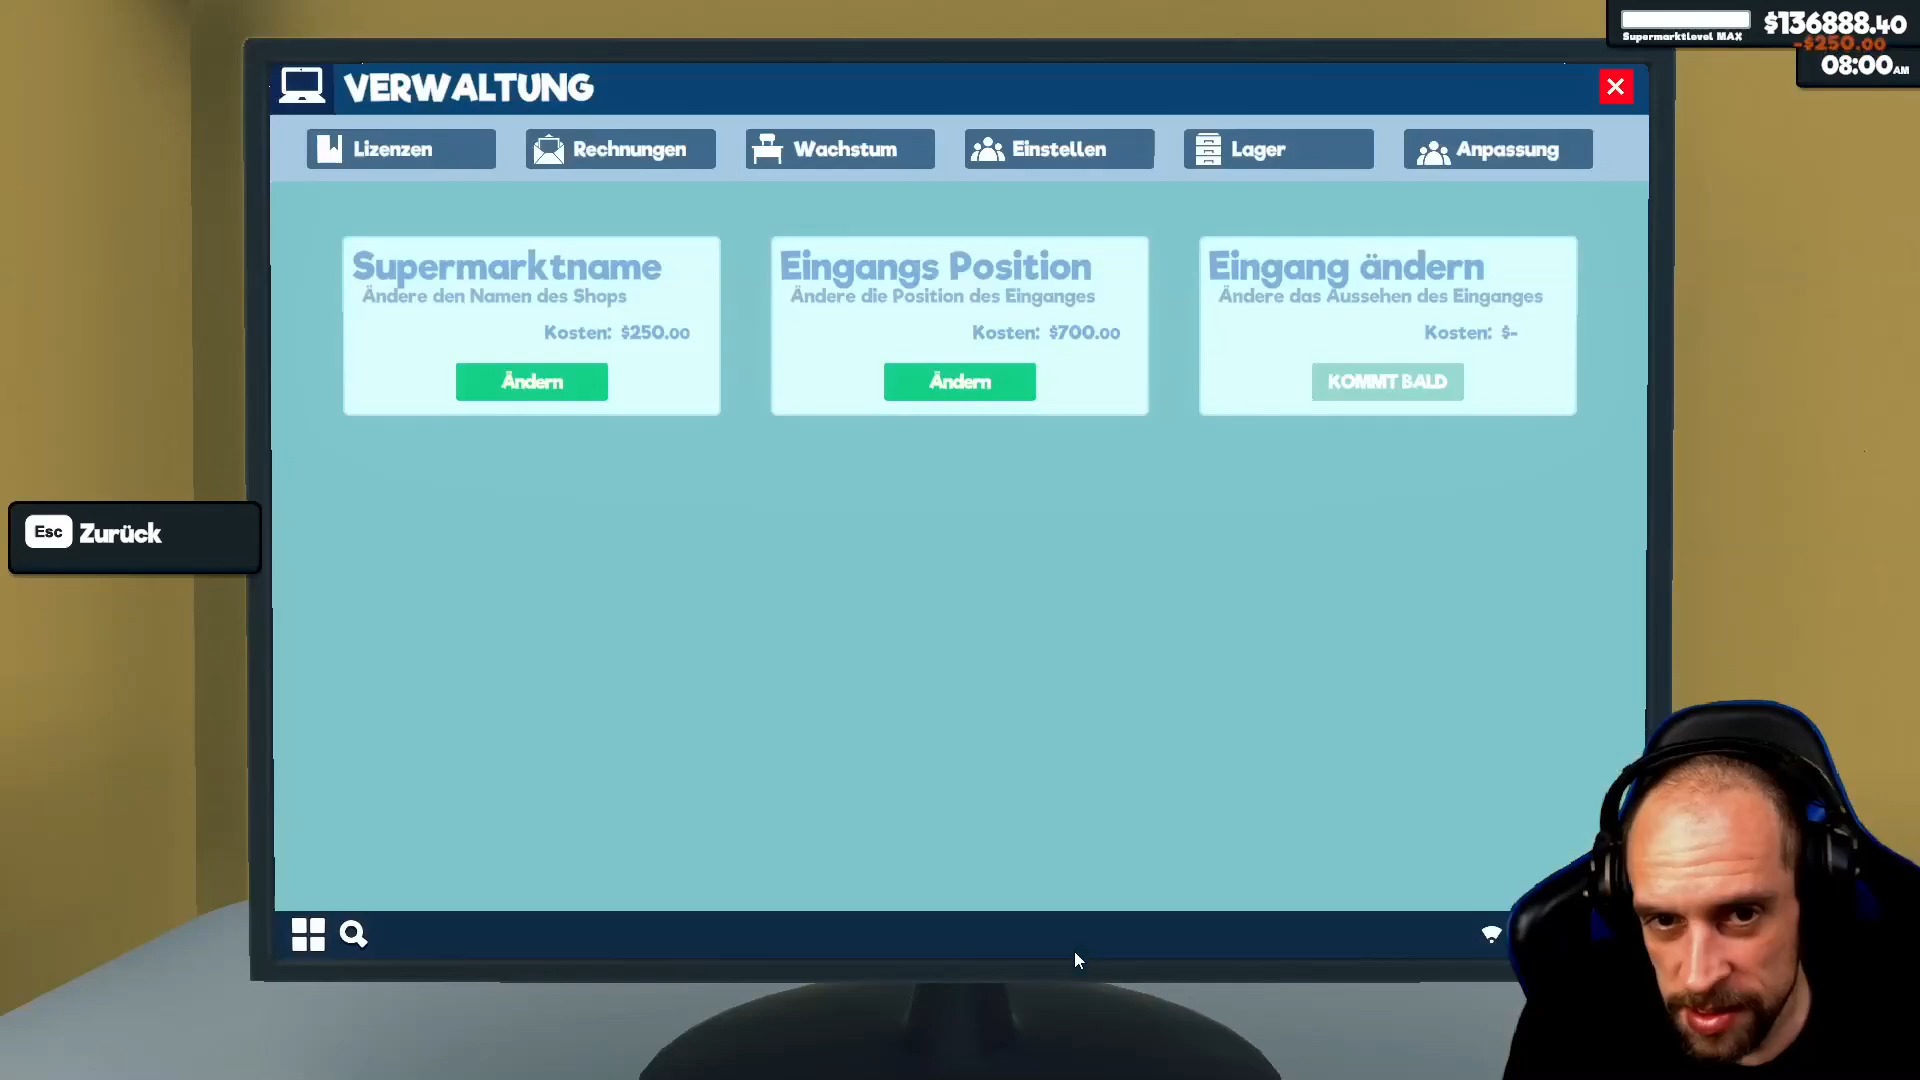 $136888.40
Supermarktlevel MAX
-$250.00
08:00AM
VERWALTUNG
Lizenzen
Rechnungen
Wachstum
Einstellen
Lager
Anpassung
Supermarktname
Ändere den Namen des Shops
Kosten: $250.00
Ändern
Eingangs Position
Ändere die Position des Einganges
Kosten: $700.00
Ändern
Eingang ändern
Ändere das Aussehen des Einganges
Kosten: $-
KOMMT BALD
Esc Zurück